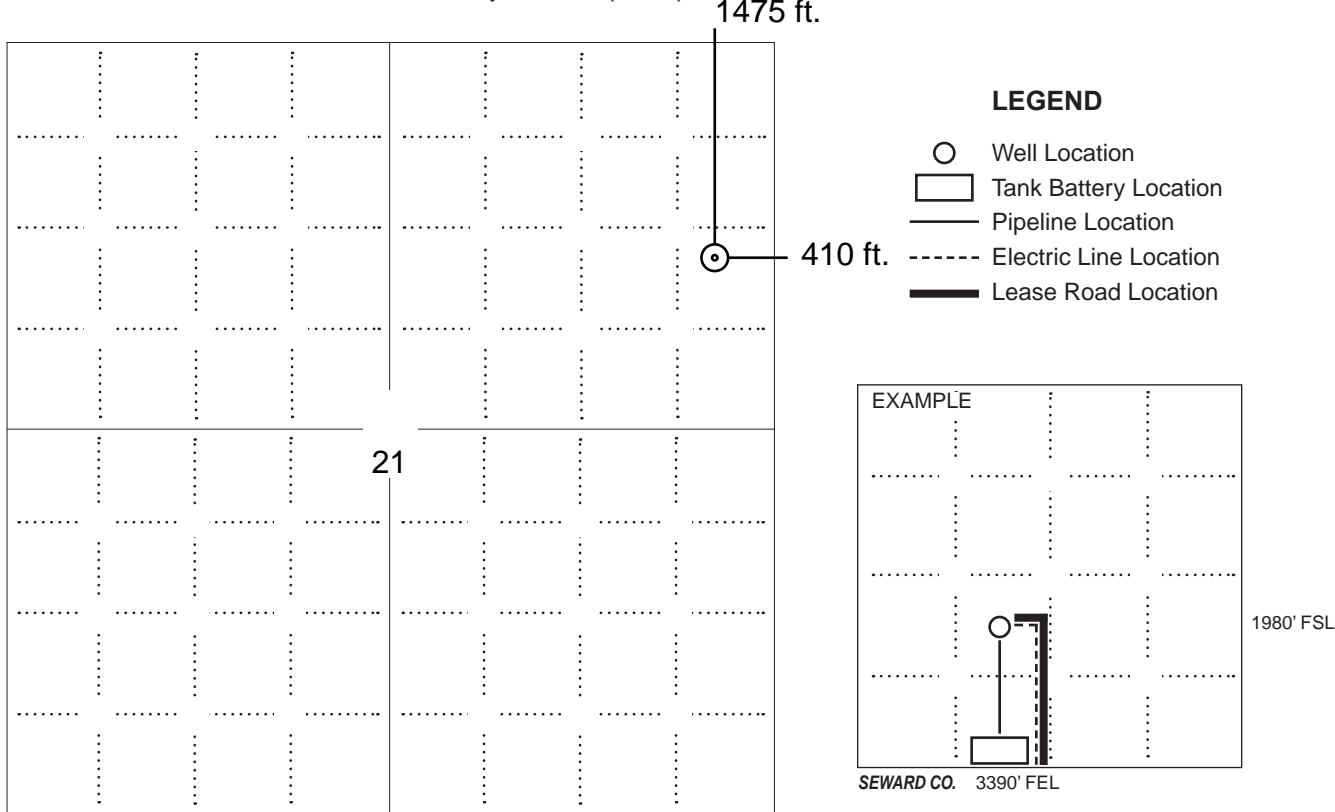 1475 ft.
LEGEND
Well Location
Tank Battery Location
Pipeline Location
410 ft.
Electric Line Location
Lease Road Location
EXAMPLE
21
1980' FSL
SEWARD CO. 3390' FEL